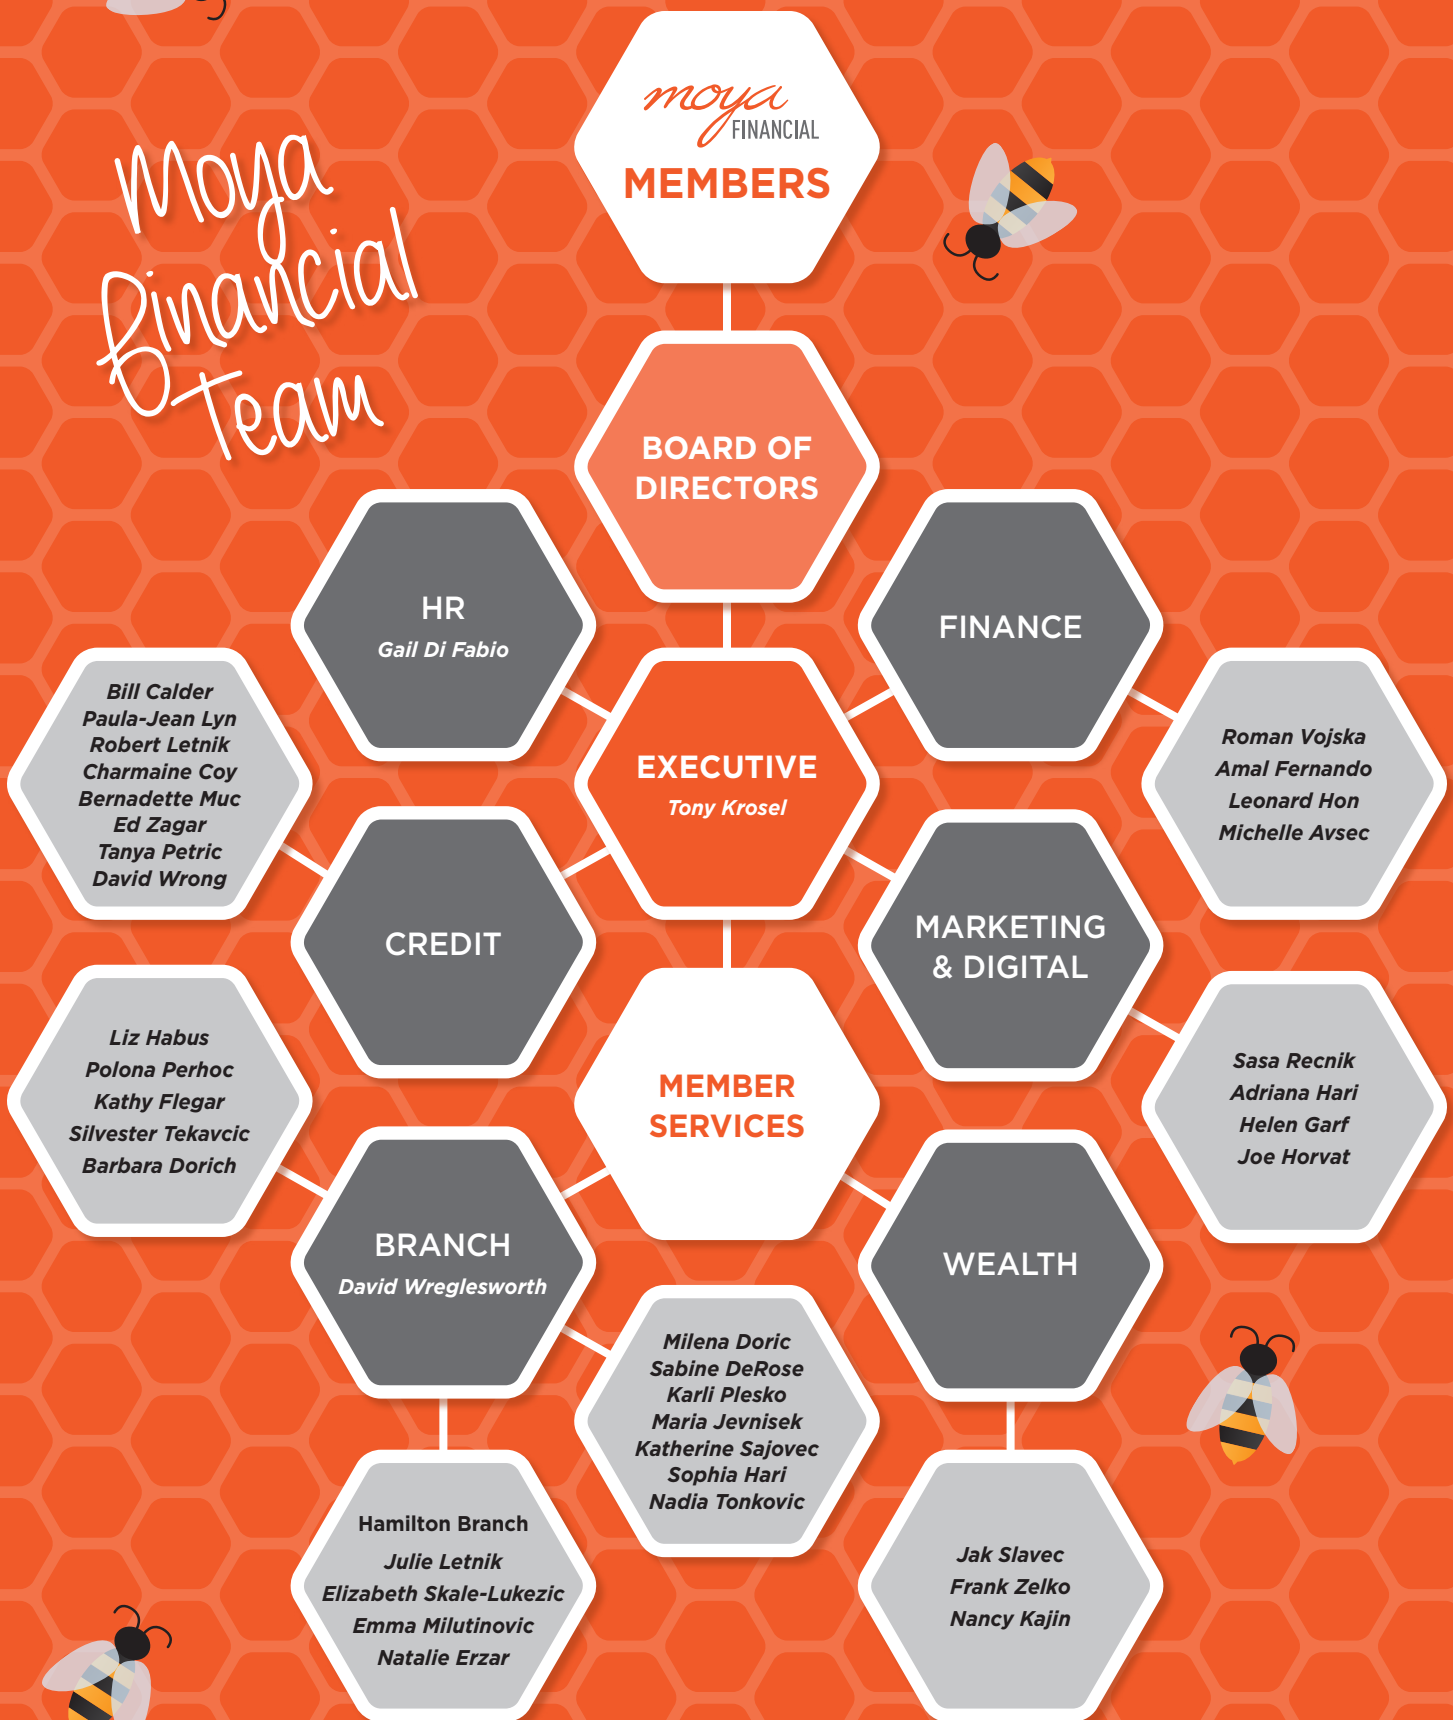 moya
FINANCIAL
MEMBERS
Moya
Financial
Team
BOARD OF
DIRECTORS
HR
Gail Di Fabio
FINANCE
EXECUTIVE
Tony Krosel
Bill Calder
Paula-Jean Lyn
Robert Letnik
Charmaine Coy
Bernadette Muc
Ed Zagar
Tanya Petric
David Wrong
Roman Vojska
Amal Fernando
Leonard Hon
Michelle Avsec
CREDIT
MARKETING
& DIGITAL
Liz Habus
Polona Perhoc
Kathy Flegar
Silvester Tekavcic
Barbara Dorich
MEMBER
SERVICES
Sasa Recnik
Adriana Hari
Helen Garf
Joe Horvat
BRANCH
David Wreglesworth
WEALTH
Milena Doric
Sabine DeRose
Karli Plesko
Maria Jevnisek
Katherine Sajovec
Sophia Hari
Nadia Tonkovic
Hamilton Branch
Julie Letnik
Elizabeth Skale-Lukezic
Emma Milutinovic
Natalie Erzar
Jak Slavec
Frank Zelko
Nancy Kajin